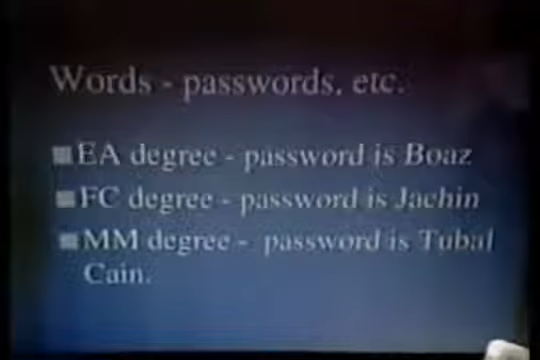 Words - passwords, etc.
EA degree - password is Boaz
FC degree - password is Jachin
MM degree - password is Tubal
Cain.